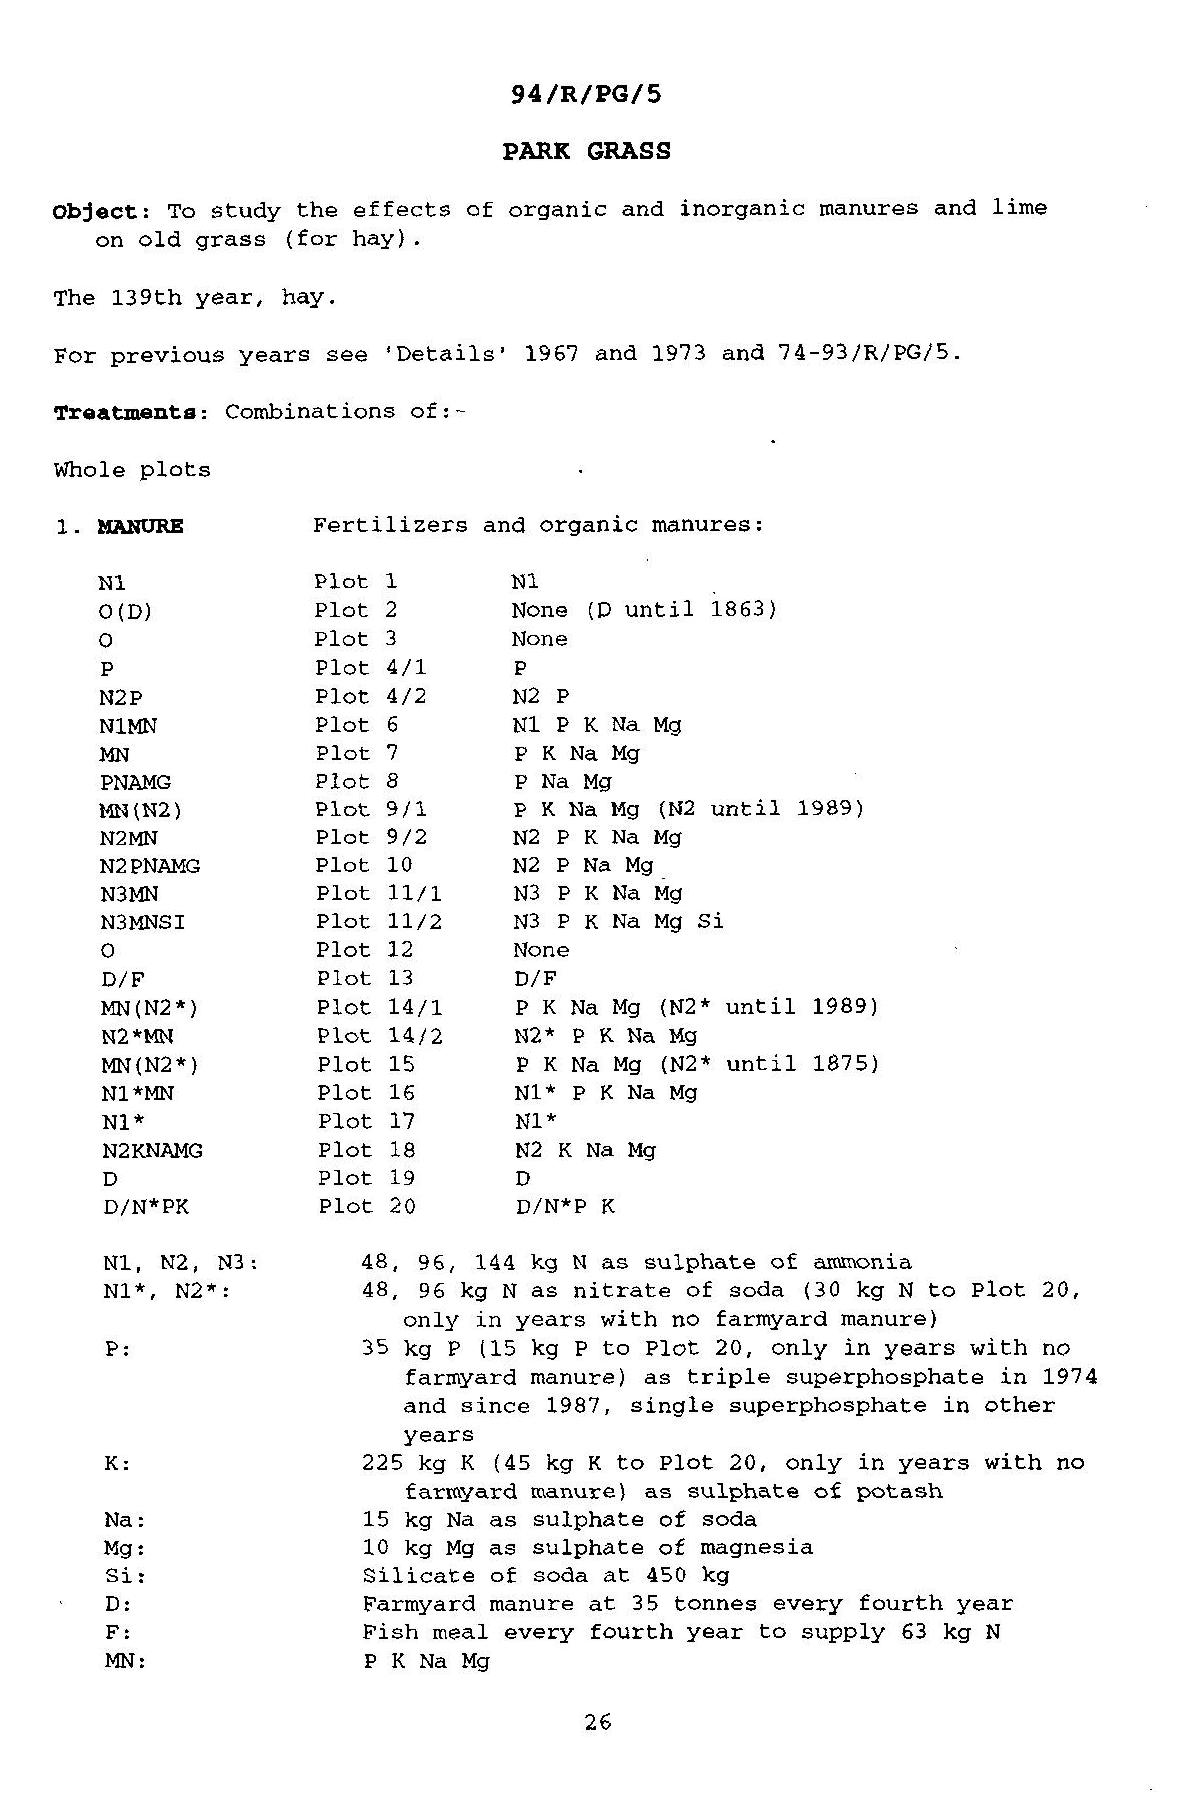 94/R/PG/5
PARK GRASS
Object: To study the effects of organic and inorganic manures and lime
on old grass (for hay).
The 139th year, hay.
For previous years see 'Details' 1967 and 1973 and 74-93/R/PG/5.
Treatments: Combinations of:-
Whole plots
1. MANURE Fertilizers and organic manures:
N1 Plot 1 N1
O(D) Plot 2 None (D until 1863)
O Plot 3 None
P Plot 4/1 P
N2P Plot 4/2 N2 P
N1MN Plot 6 N1 P K Na Mg
MN Plot 7 P K Na Mg
PNAMG Plot 8 P Na Mg
MN(N2) Plot 9/1 P K Na Mg (N2 until 1989)
N2MN Plot 9/2 N2 P K Na Mg
N2PNAMG Plot 10 N2 P Na Mg
N3MN Plot 11/1 N3 P K Na Mg
N3MNSI Plot 11/2 N3 P K Na Mg Si
O Plot 12 None
D/F Plot 13 D/F
MN(N2*) Plot 14/1 P K Na Mg (N2* until 1989)
N2*MN Plot 14/2 N2* P K Na Mg
MN(N2*) Plot 15 P K Na Mg (N2* until 1875)
N1*MN Plot 16 N1* P K Na Mg
N1* Plot 17 N1*
N2KNAMG Plot 18 N2 K Na Mg
D Plot 19 D
D/N*PK Plot 20 D/N*P K
N1, N2, N3: 48, 96, 144 kg N as sulphate of ammonia
N1*, N2*: 48, 96 kg N as nitrate of soda (30 kg N to Plot 20,
only in years with no farmyard manure)
P: 35 kg P (15 kg P to Plot 20, only in years with no
farmyard manure) as triple superphosphate in 1974
and since 1987, single superphosphate in other
years
K: 225 kg K (45 kg K to Plot 20, only in years with no
farmyard manure) as sulphate of potash
Na: 15 kg Na as sulphate of soda
Mg: 10 kg Mg as sulphate of magnesia
Si: Silicate of soda at 450 kg
D: Farmyard manure at 35 tonnes every fourth year
F: Fish meal every fourth year to supply 63 kg N
MN: P K Na Mg
26